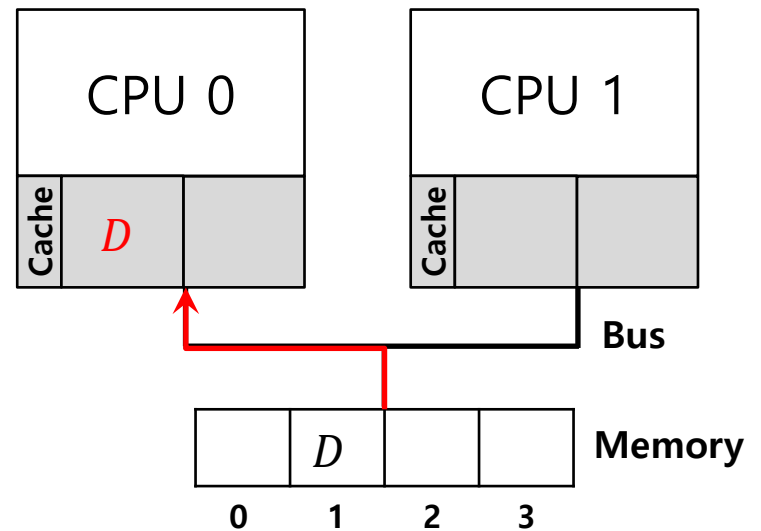 CPU 0
CPU 1
Cache
D
Cache
Bus
D
Memory
0 1 2 3